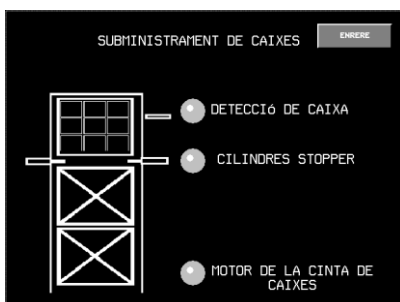 SUBMINISTRAMENT DE CAIXES
ENRERE
DETECCIó DE CAIXA
CILINDRES STOPPER
MOTOR DE LA CINTA DE
CAIXES